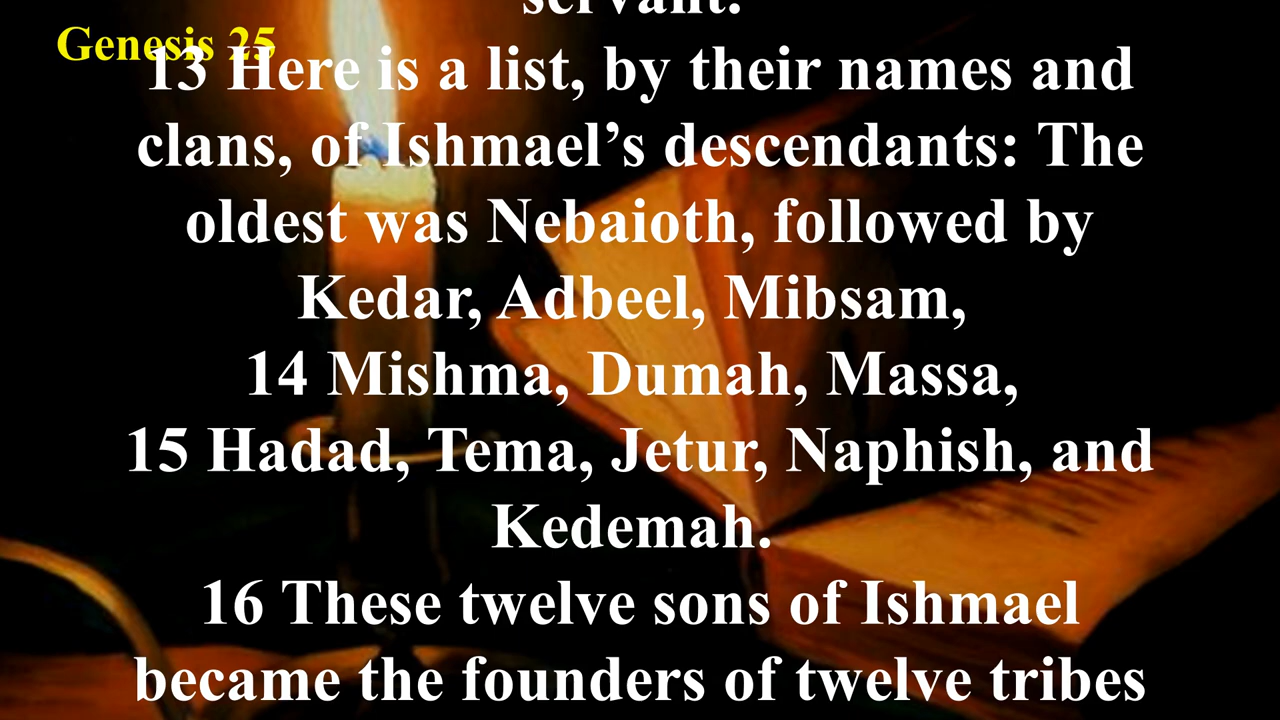 servant.
Genesis 25
13 Here is a list, by their names and
clans, of Ishmael’s descendants: The
oldest was Nebaioth, followed by
Kedar, Adbeel, Mibsam,
14 Mishma, Dumah, Massa,
15 Hadad, Tema, Jetur, Naphish, and
Kedemah.
16 These twelve sons of Ishmael
became the founders of twelve tribes